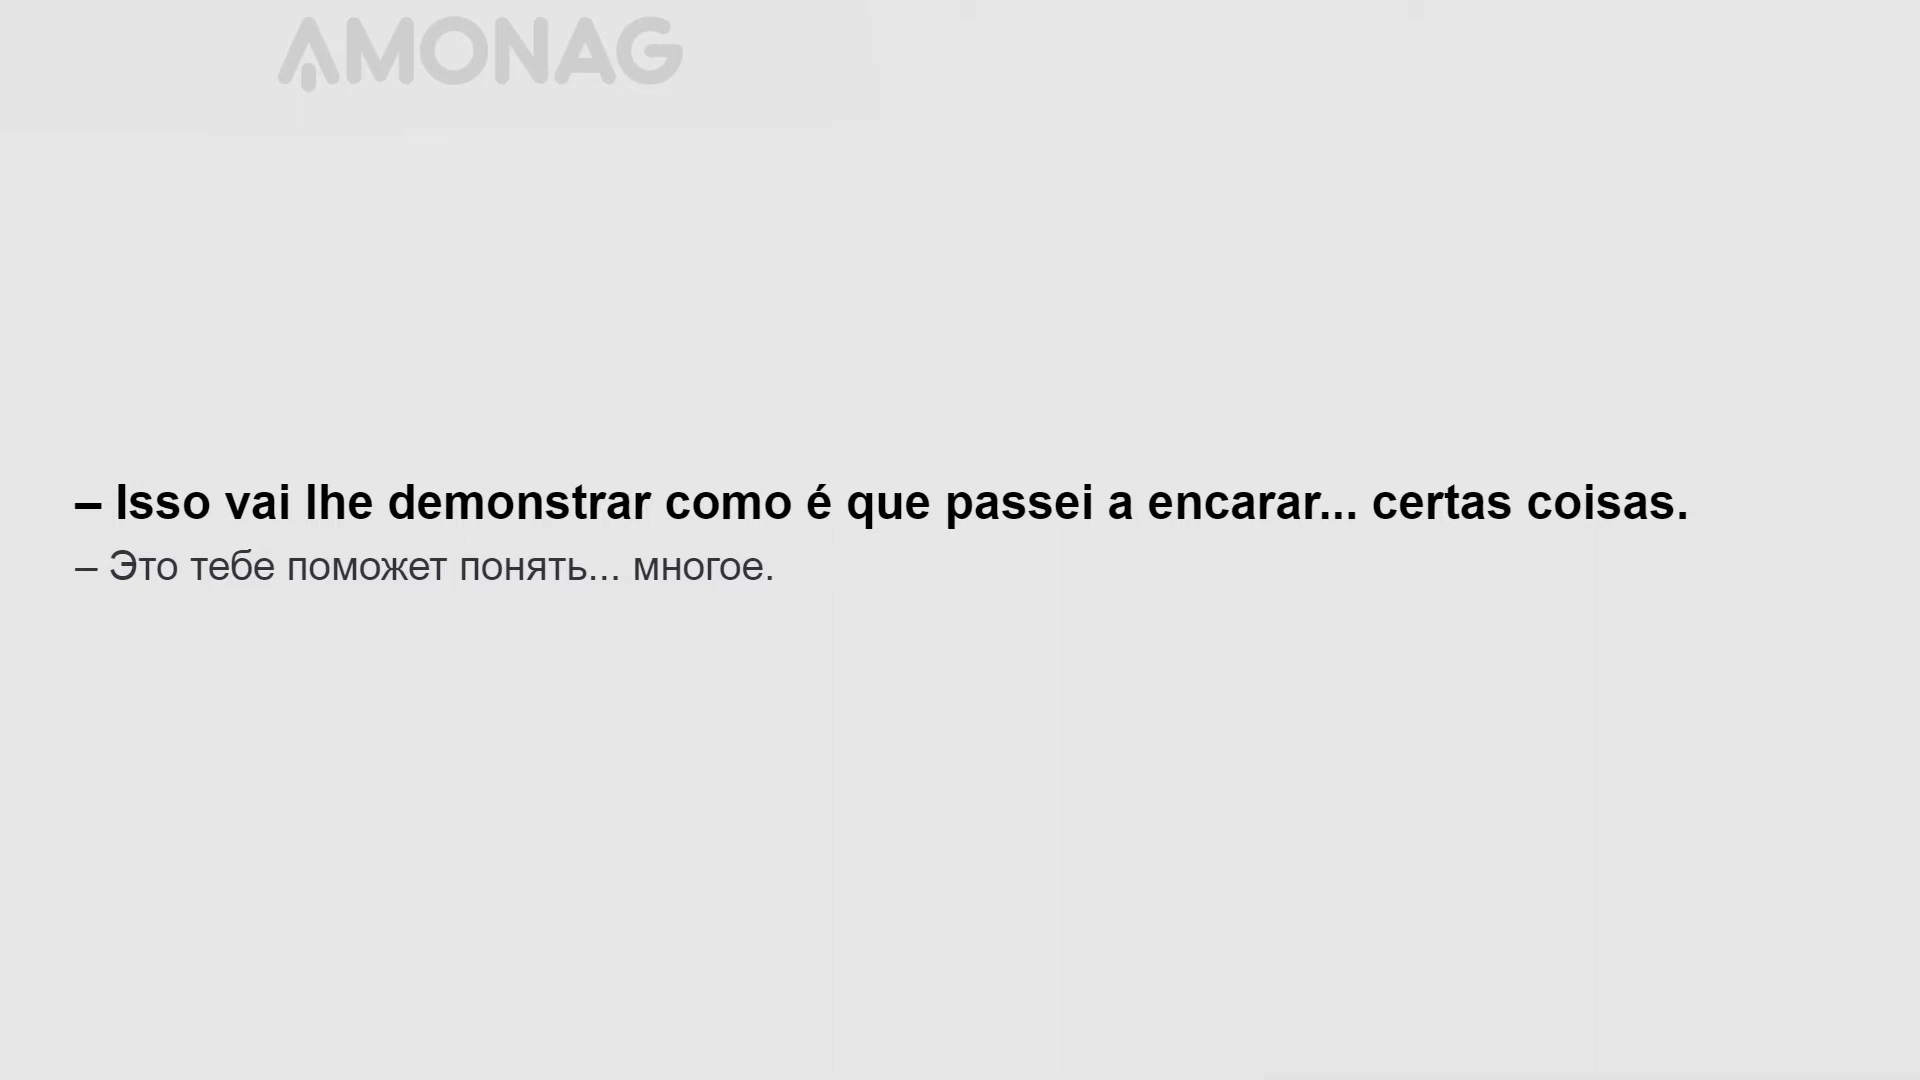 AMONAG
– Isso vai lhe demonstrar como é que passei a encarar... certas coisas.
– Это тебе поможет понять... многое.